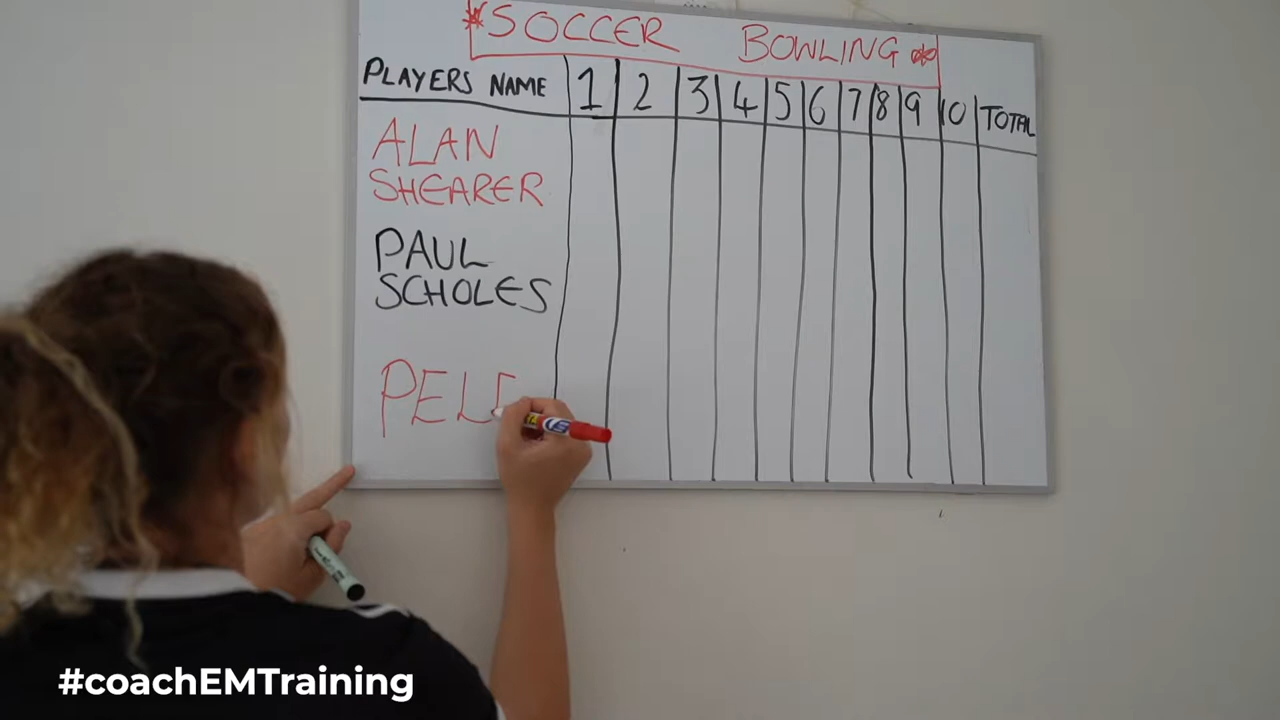 *SOCCER BOWLING*
PLAYERS NAME 1 2 3 4 5 6 7 8 9 10 TOTAL
ALAN
SHEARER
PAUL
SCHOLES
PELE
#coachEMTraining